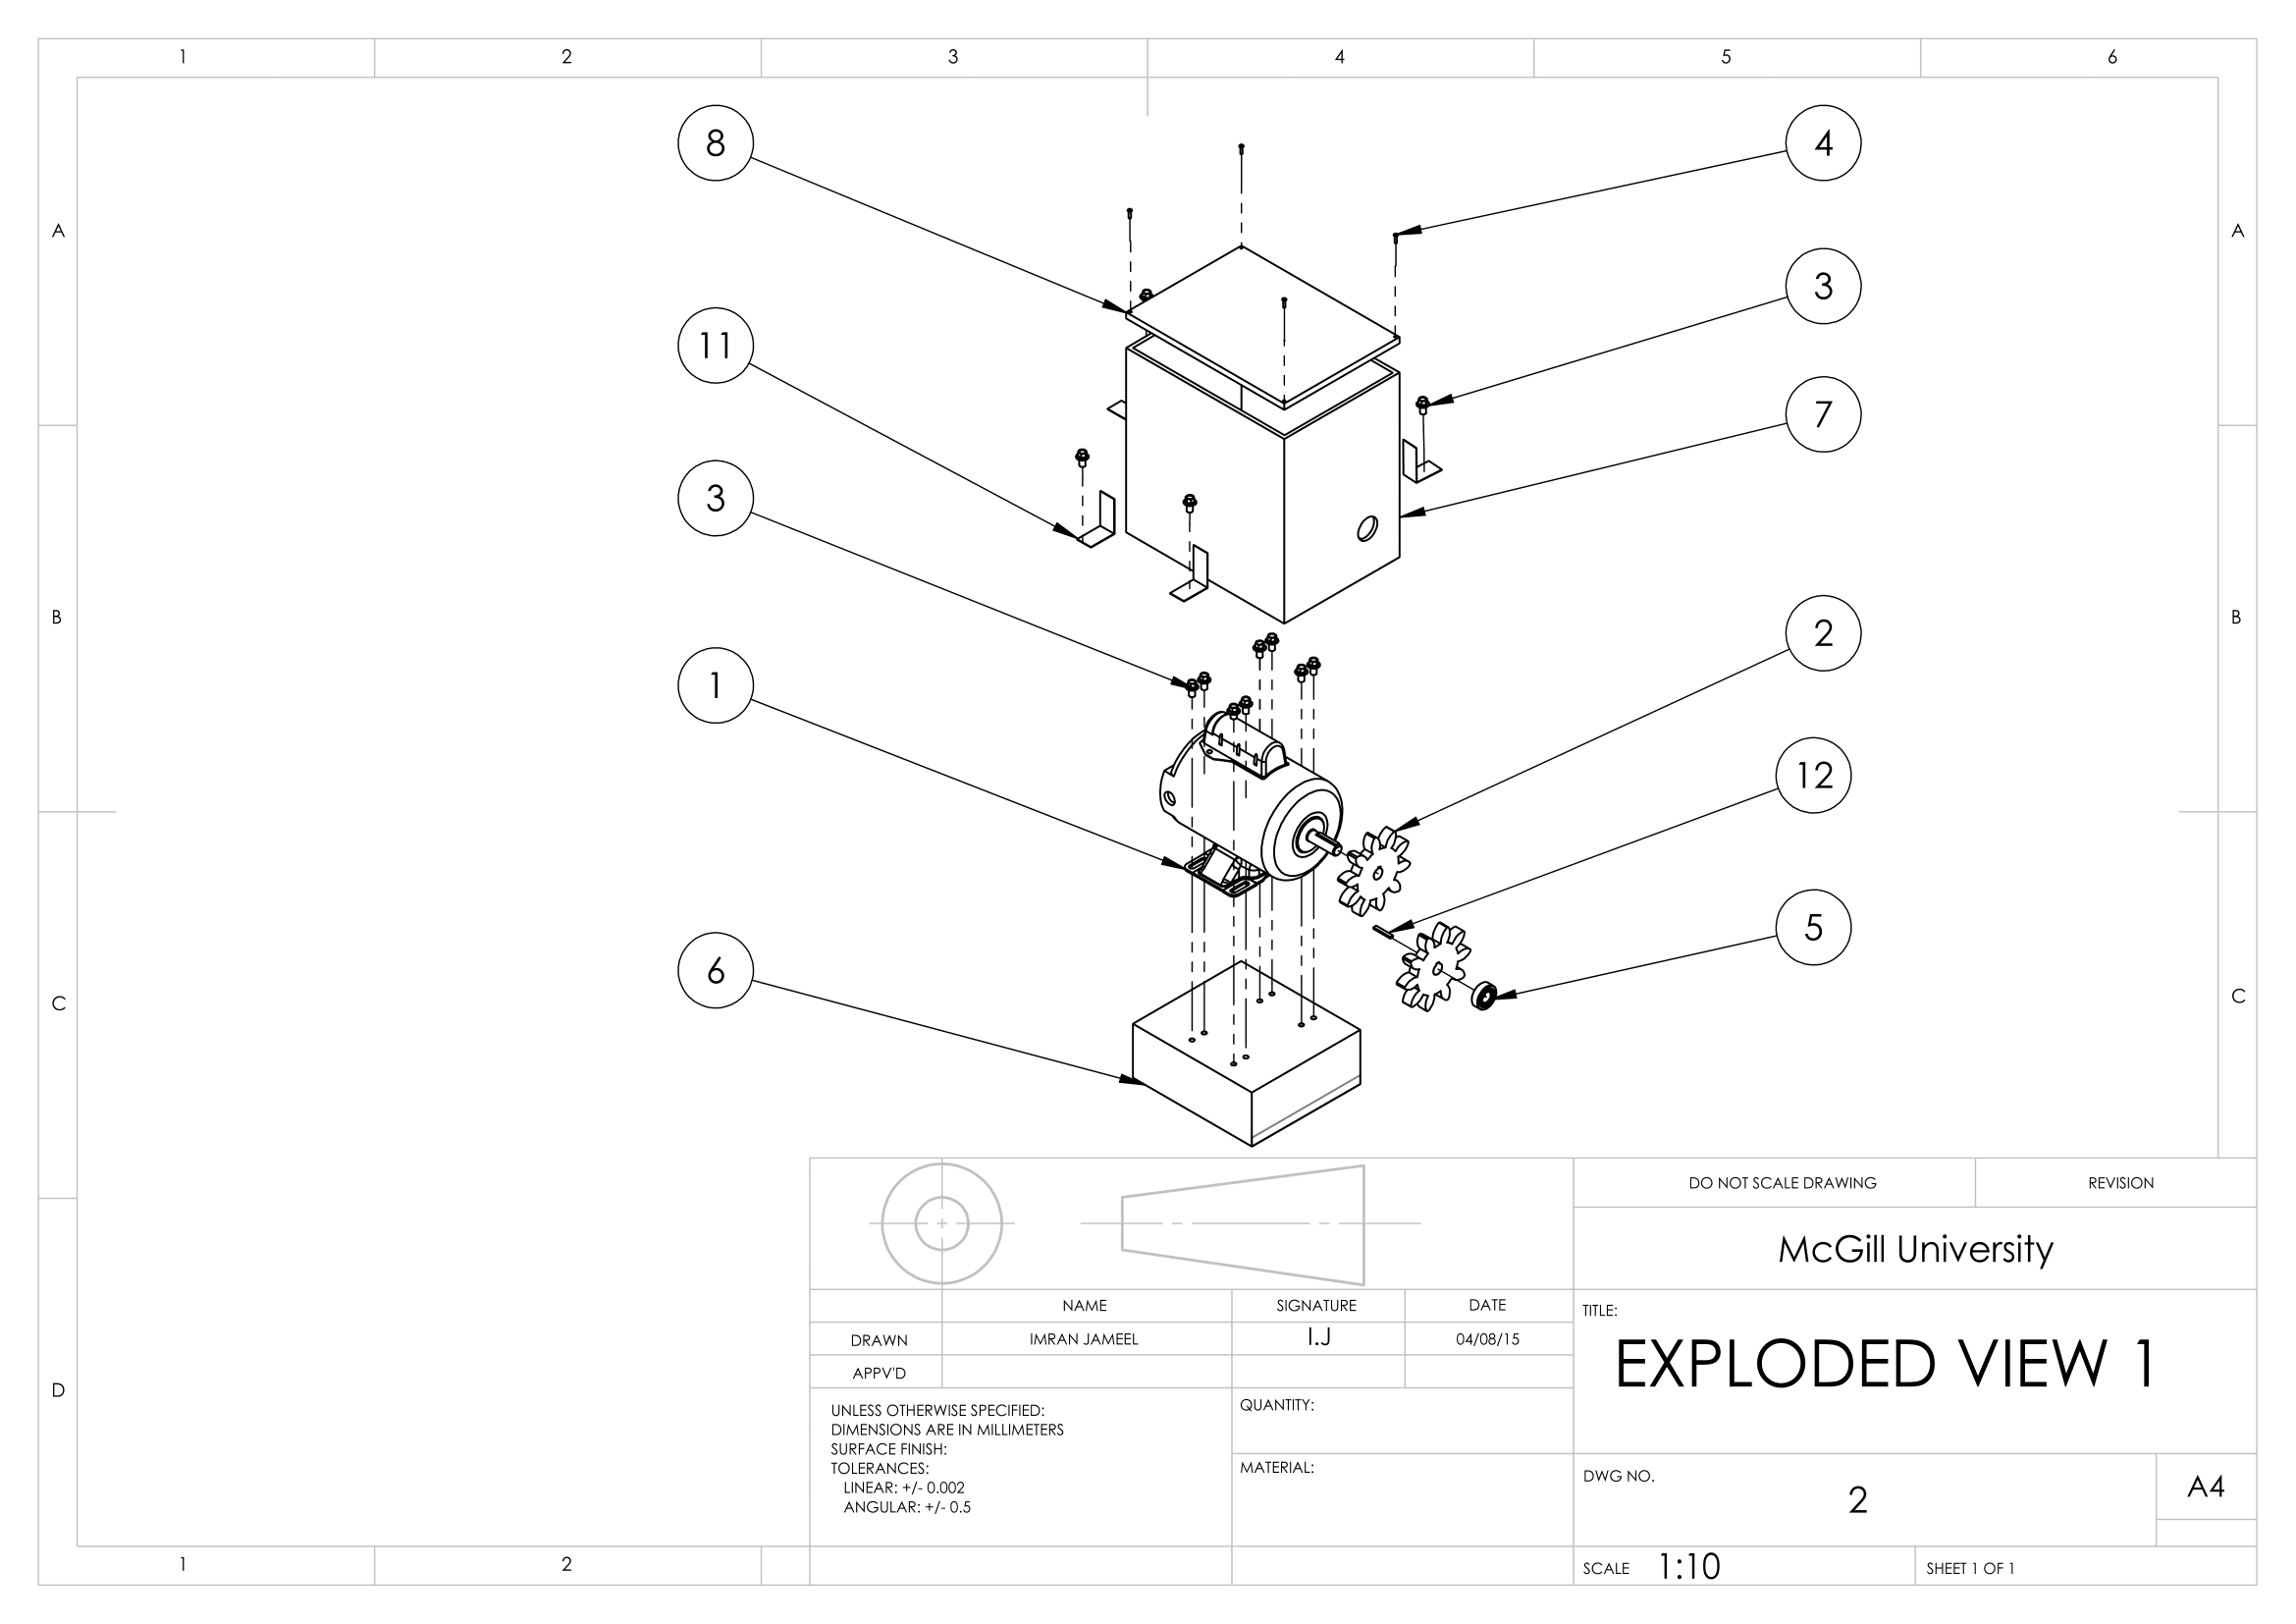 1 2 3 4 5 6
A A
B B
C C
D
8
11
3
1
6
4
3
7
2
12
5
DO NOT SCALE DRAWING
REVISION
McGill University
NAME SIGNATURE DATE
DRAWN IMRAN JAMEEL I.J 04/08/15
APPV'D
TITLE:
EXPLODED VIEW 1
UNLESS OTHERWISE SPECIFIED:
DIMENSIONS ARE IN MILLIMETERS
SURFACE FINISH:
TOLERANCES:
LINEAR: +/- 0.002
ANGULAR: +/- 0.5
QUANTITY:
MATERIAL:
DWG NO.
2
A4
SCALE 1:10
SHEET 1 OF 1
1 2